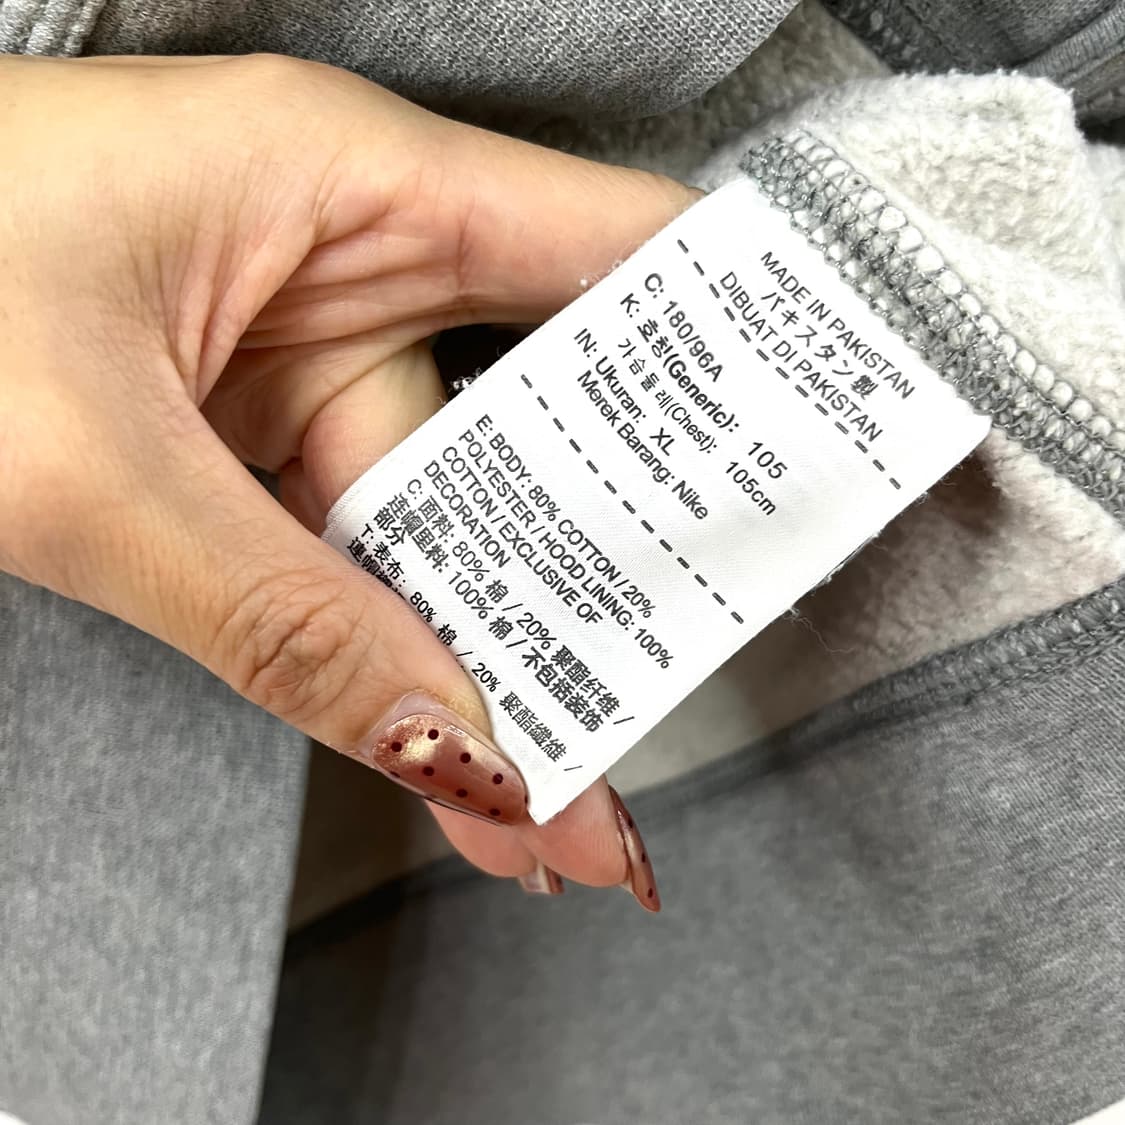 MADE IN PAKISTAN
パキスタン製
DIBUAT DI PAKISTAN
C: 180/96A
K: 호칭(Generic): 105
가슴둘레(Chest): 105cm
IN: Ukuran: XL
Merek Barang: Nike
E: BODY: 80% COTTON / 20%
POLYESTER / HOOD LINING: 100%
COTTON / EXCLUSIVE OF
DECORATION
C: 面料: 80% 棉 / 20% 聚酯纤维 /
连帽里料: 100% 棉 / 不包括装饰
部分
T: 表布: 80% 棉 / 20% 聚酯纖維 /
連帽